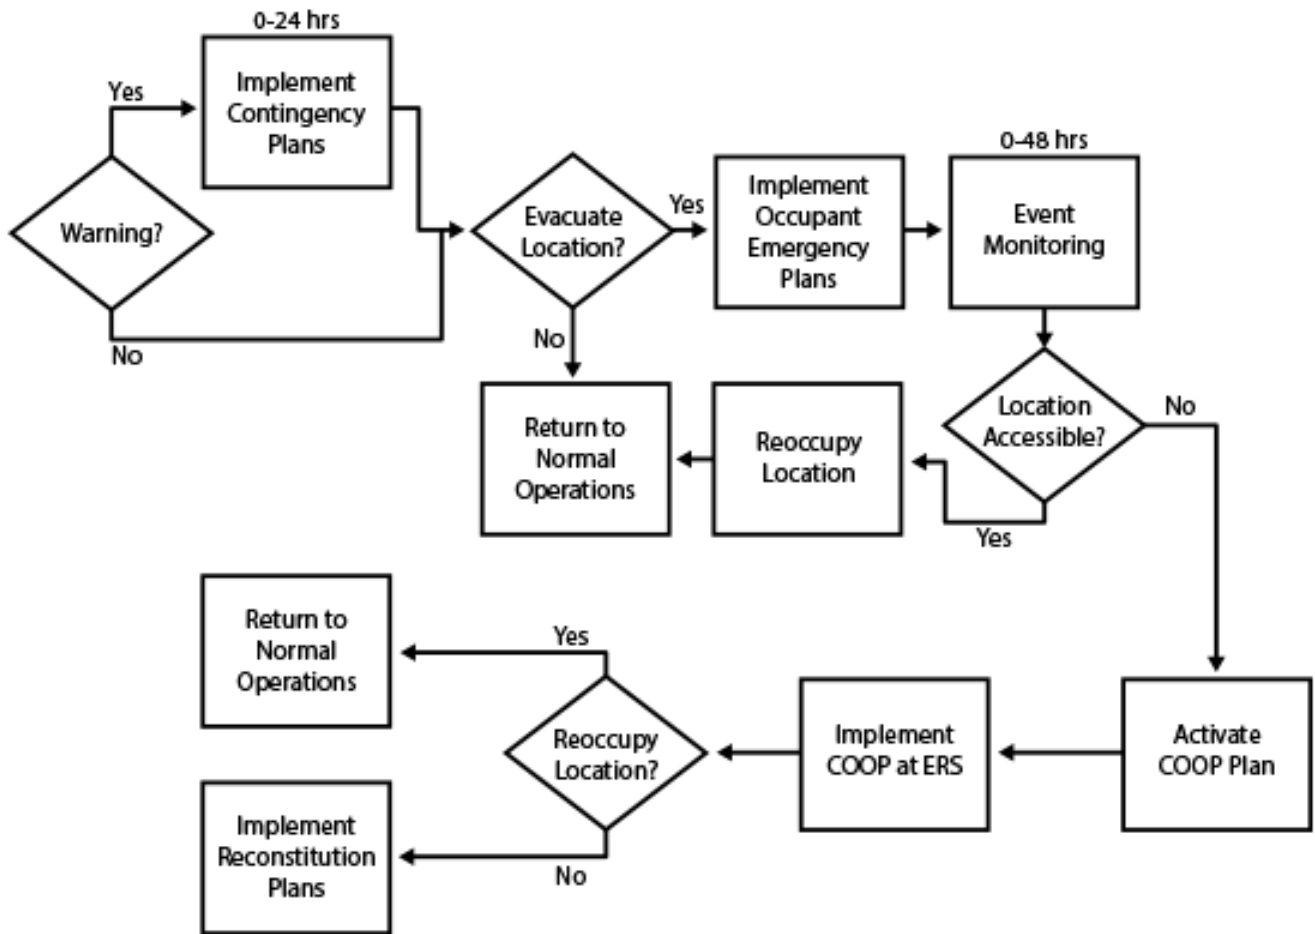 0-24 hrs
Implement
Contingency
Plans
Yes
Warning?
No
Evacuate
Location?
Yes
No
Implement
Occupant
Emergency
Plans
0-48 hrs
Event
Monitoring
Location
Accessible?
No
Yes
Reoccupy
Location
Return to
Normal
Operations
Activate
COOP Plan
Implement
COOP at ERS
Reoccupy
Location?
Yes
Return to
Normal
Operations
No
Implement
Reconstitution
Plans